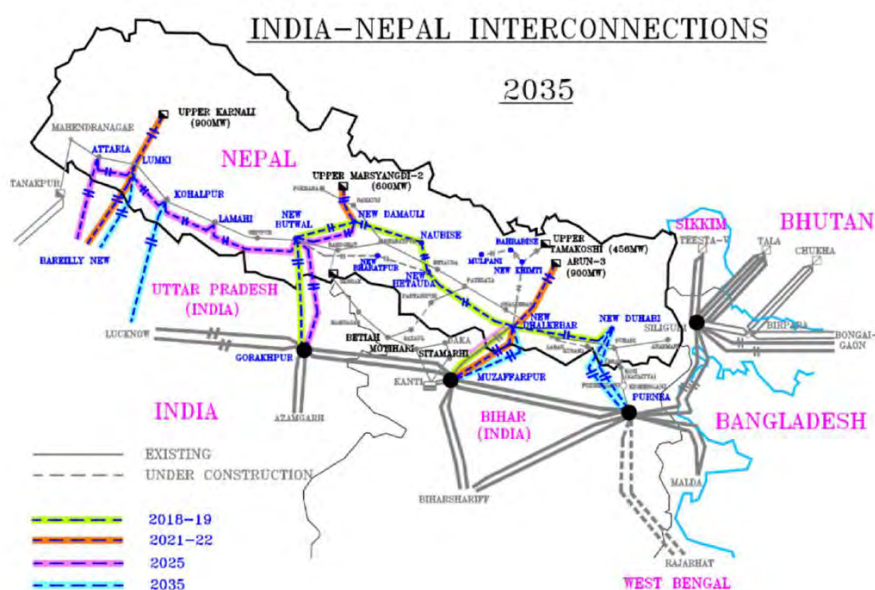 INDIA-NEPAL INTERCONNECTIONS
2035
UPPER KARNALI
(900MW)
MAHENDRANAGAR
ATTARIA
LUMKI
NEPAL
TANAKPUR
KOHALPUR
UPPER MARSYANGDI-2
(600MW)
LAMAHI
NEW
BUTWAL
NEW DAMAULI
NAUBISE
BAHRABISE
MULPANI
NEW KHIMTI
UPPER
TAMAKOSHI (456MW)
ARUN-3
(900MW)
SIKKIM
TEESTA-V
BHUTAN
TALA
CHUKHA
BAREILLY NEW
NEW
BHARATPUR
HETAUDA
NEW
HETAUDA
UTTAR PRADESH
(INDIA)
NEW
DHALKEBAR
NEW DUHABI
SILIGURI
BIRPARA
BONGAI-
GAON
LUCKNOW
BETIAH
MOTIHARI
DAKA
SITAMARHI
GORAKHPUR
KANTI
MUZAFFARPUR
PURNEA
INDIA
AZAMGARH
BIHAR
(INDIA)
BANGLADESH
EXISTING
UNDER CONSTRUCTION
BIHARSHARIFF
MALDA
2018-19
2021-22
2025
2035
RAJARHAT
WEST BENGAL